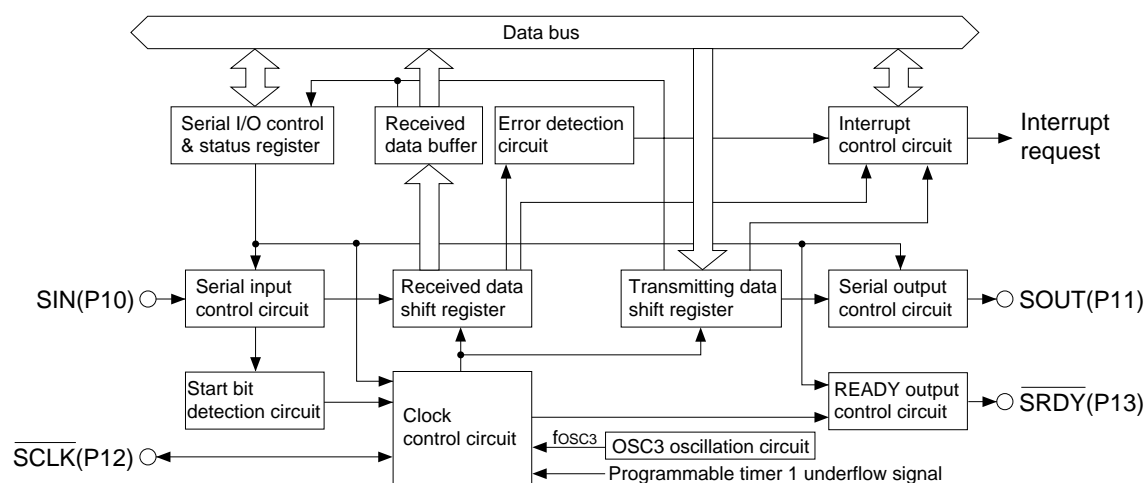 Data bus
Serial I/O control
& status register
Received
data buffer
Error detection
circuit
Interrupt
control circuit
Interrupt
request
SIN(P10)
Serial input
control circuit
Received data
shift register
Transmitting data
shift register
Serial output
control circuit
SOUT(P11)
Start bit
detection circuit
Clock
control circuit
READY output
control circuit
SRDY(P13)
SCLK(P12)
fOSC3
OSC3 oscillation circuit
Programmable timer 1 underflow signal